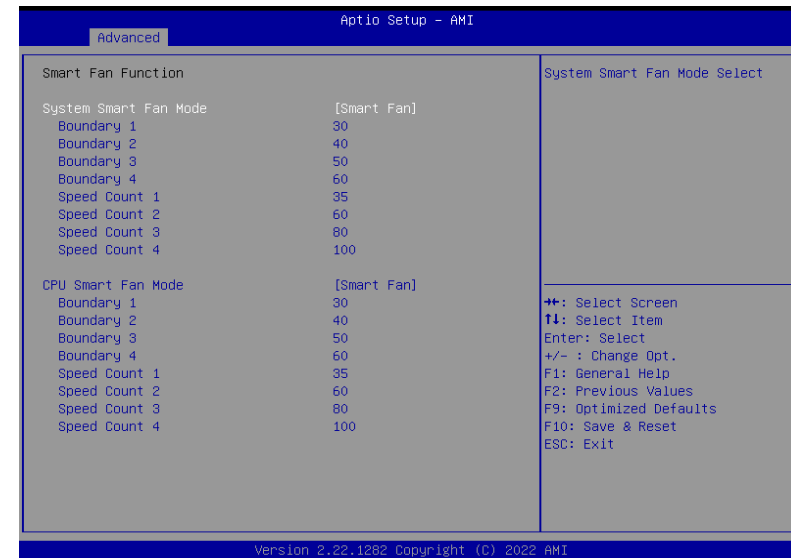 Aptio Setup – AMI
Advanced
Smart Fan Function
System Smart Fan Mode [Smart Fan]
Boundary 1 30
Boundary 2 40
Boundary 3 50
Boundary 4 60
Speed Count 1 35
Speed Count 2 60
Speed Count 3 80
Speed Count 4 100
CPU Smart Fan Mode [Smart Fan]
Boundary 1 30
Boundary 2 40
Boundary 3 50
Boundary 4 60
Speed Count 1 35
Speed Count 2 60
Speed Count 3 80
Speed Count 4 100
System Smart Fan Mode Select
→←: Select Screen
↑↓: Select Item
Enter: Select
+/– : Change Opt.
F1: General Help
F2: Previous Values
F9: Optimized Defaults
F10: Save & Reset
ESC: Exit
Version 2.22.1282 Copyright (C) 2022 AMI